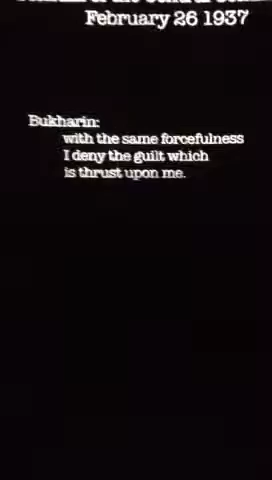 February 26 1937
Bukharin:
with the same forcefulness
I deny the guilt which
is thrust upon me.